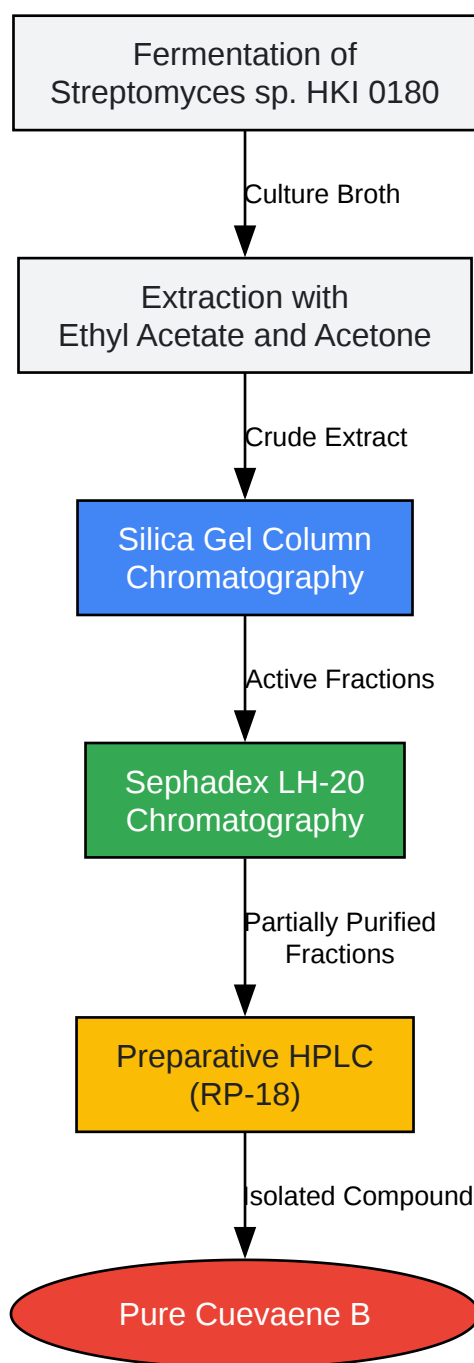 Fermentation of
Streptomyces sp. HKI 0180
Culture Broth
Extraction with
Ethyl Acetate and Acetone
Crude Extract
Silica Gel Column
Chromatography
Active Fractions
Sephadex LH-20
Chromatography
Partially Purified
Fractions
Preparative HPLC
(RP-18)
Isolated Compound
Pure Cuevaene B